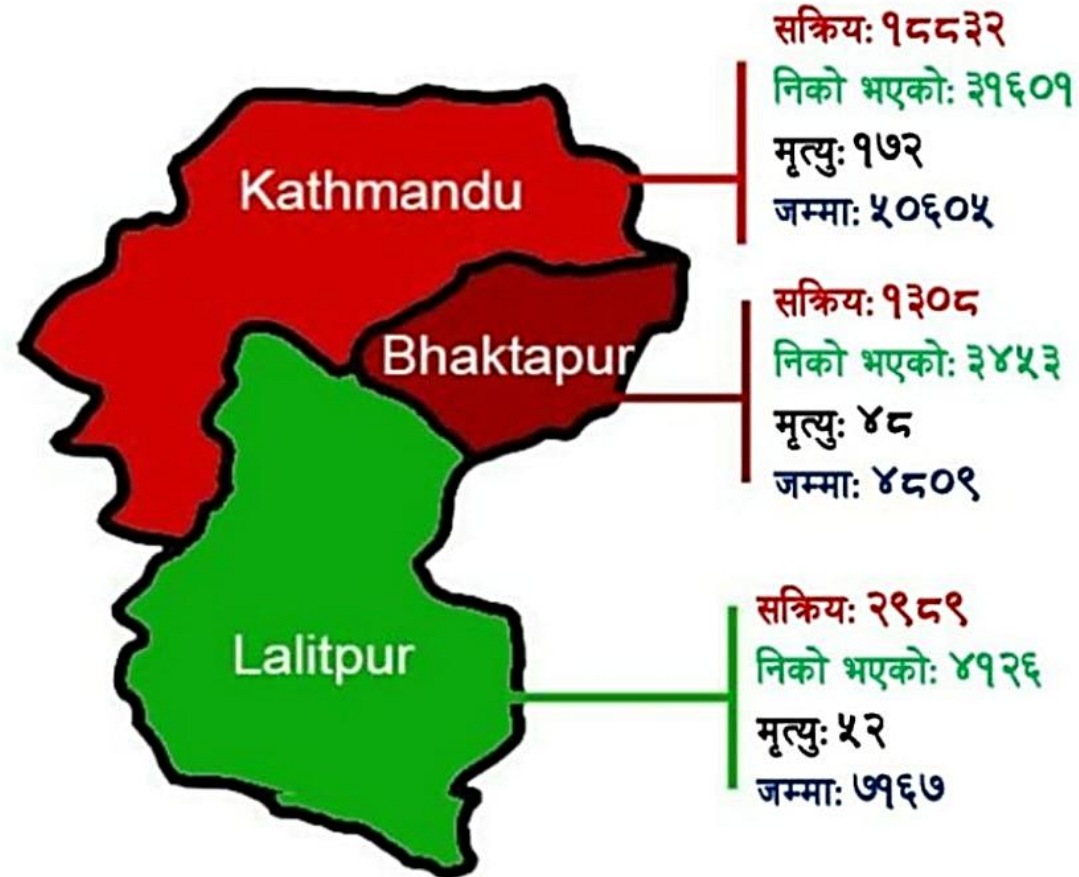 Kathmandu
सक्रिय: १८८३२
निको भएको: ३१६०१
मृत्यु: १७२
जम्मा: ५०६०५
Bhaktapur
सक्रिय: १३०८
निको भएको: ३४५३
मृत्यु: ४८
जम्मा: ४८०९
Lalitpur
सक्रिय: २९८९
निको भएको: ४१२६
मृत्यु: ५२
जम्मा: ७१६७